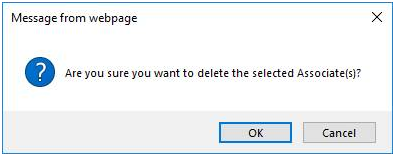 Message from webpage
Are you sure you want to delete the selected Associate(s)?
OK
Cancel